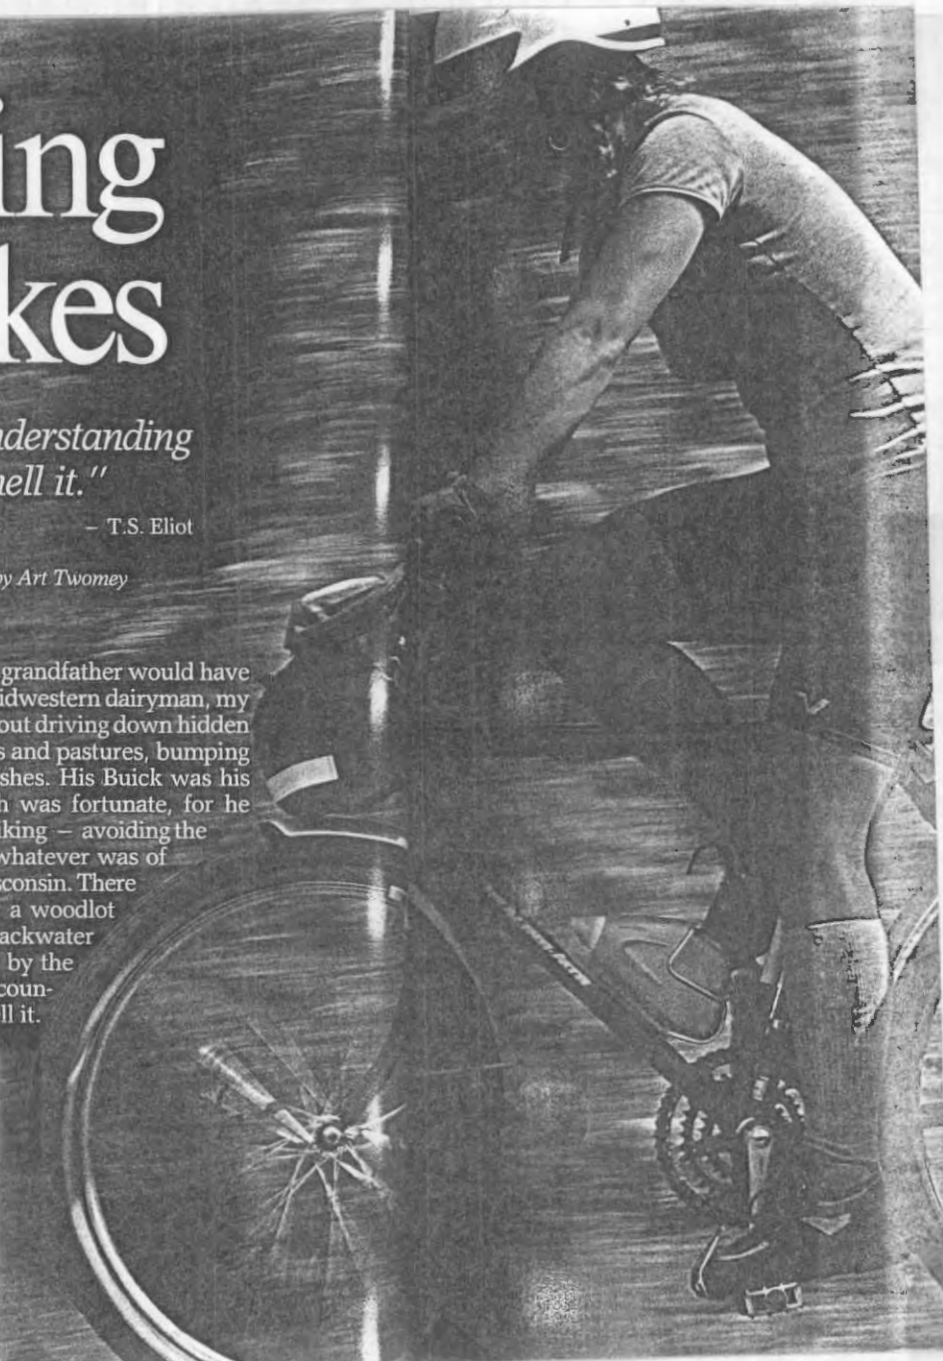 ing
kes
nderstanding
nell it."
– T.S. Eliot
by Art Twomey
grandfather would have
idwestern dairyman, my
out driving down hidden
s and pastures, bumping
shes. His Buick was his
h was fortunate, for he
iking – avoiding the
whatever was of
sconsin. There
a woodlot
ackwater
by the
coun-
ll it.